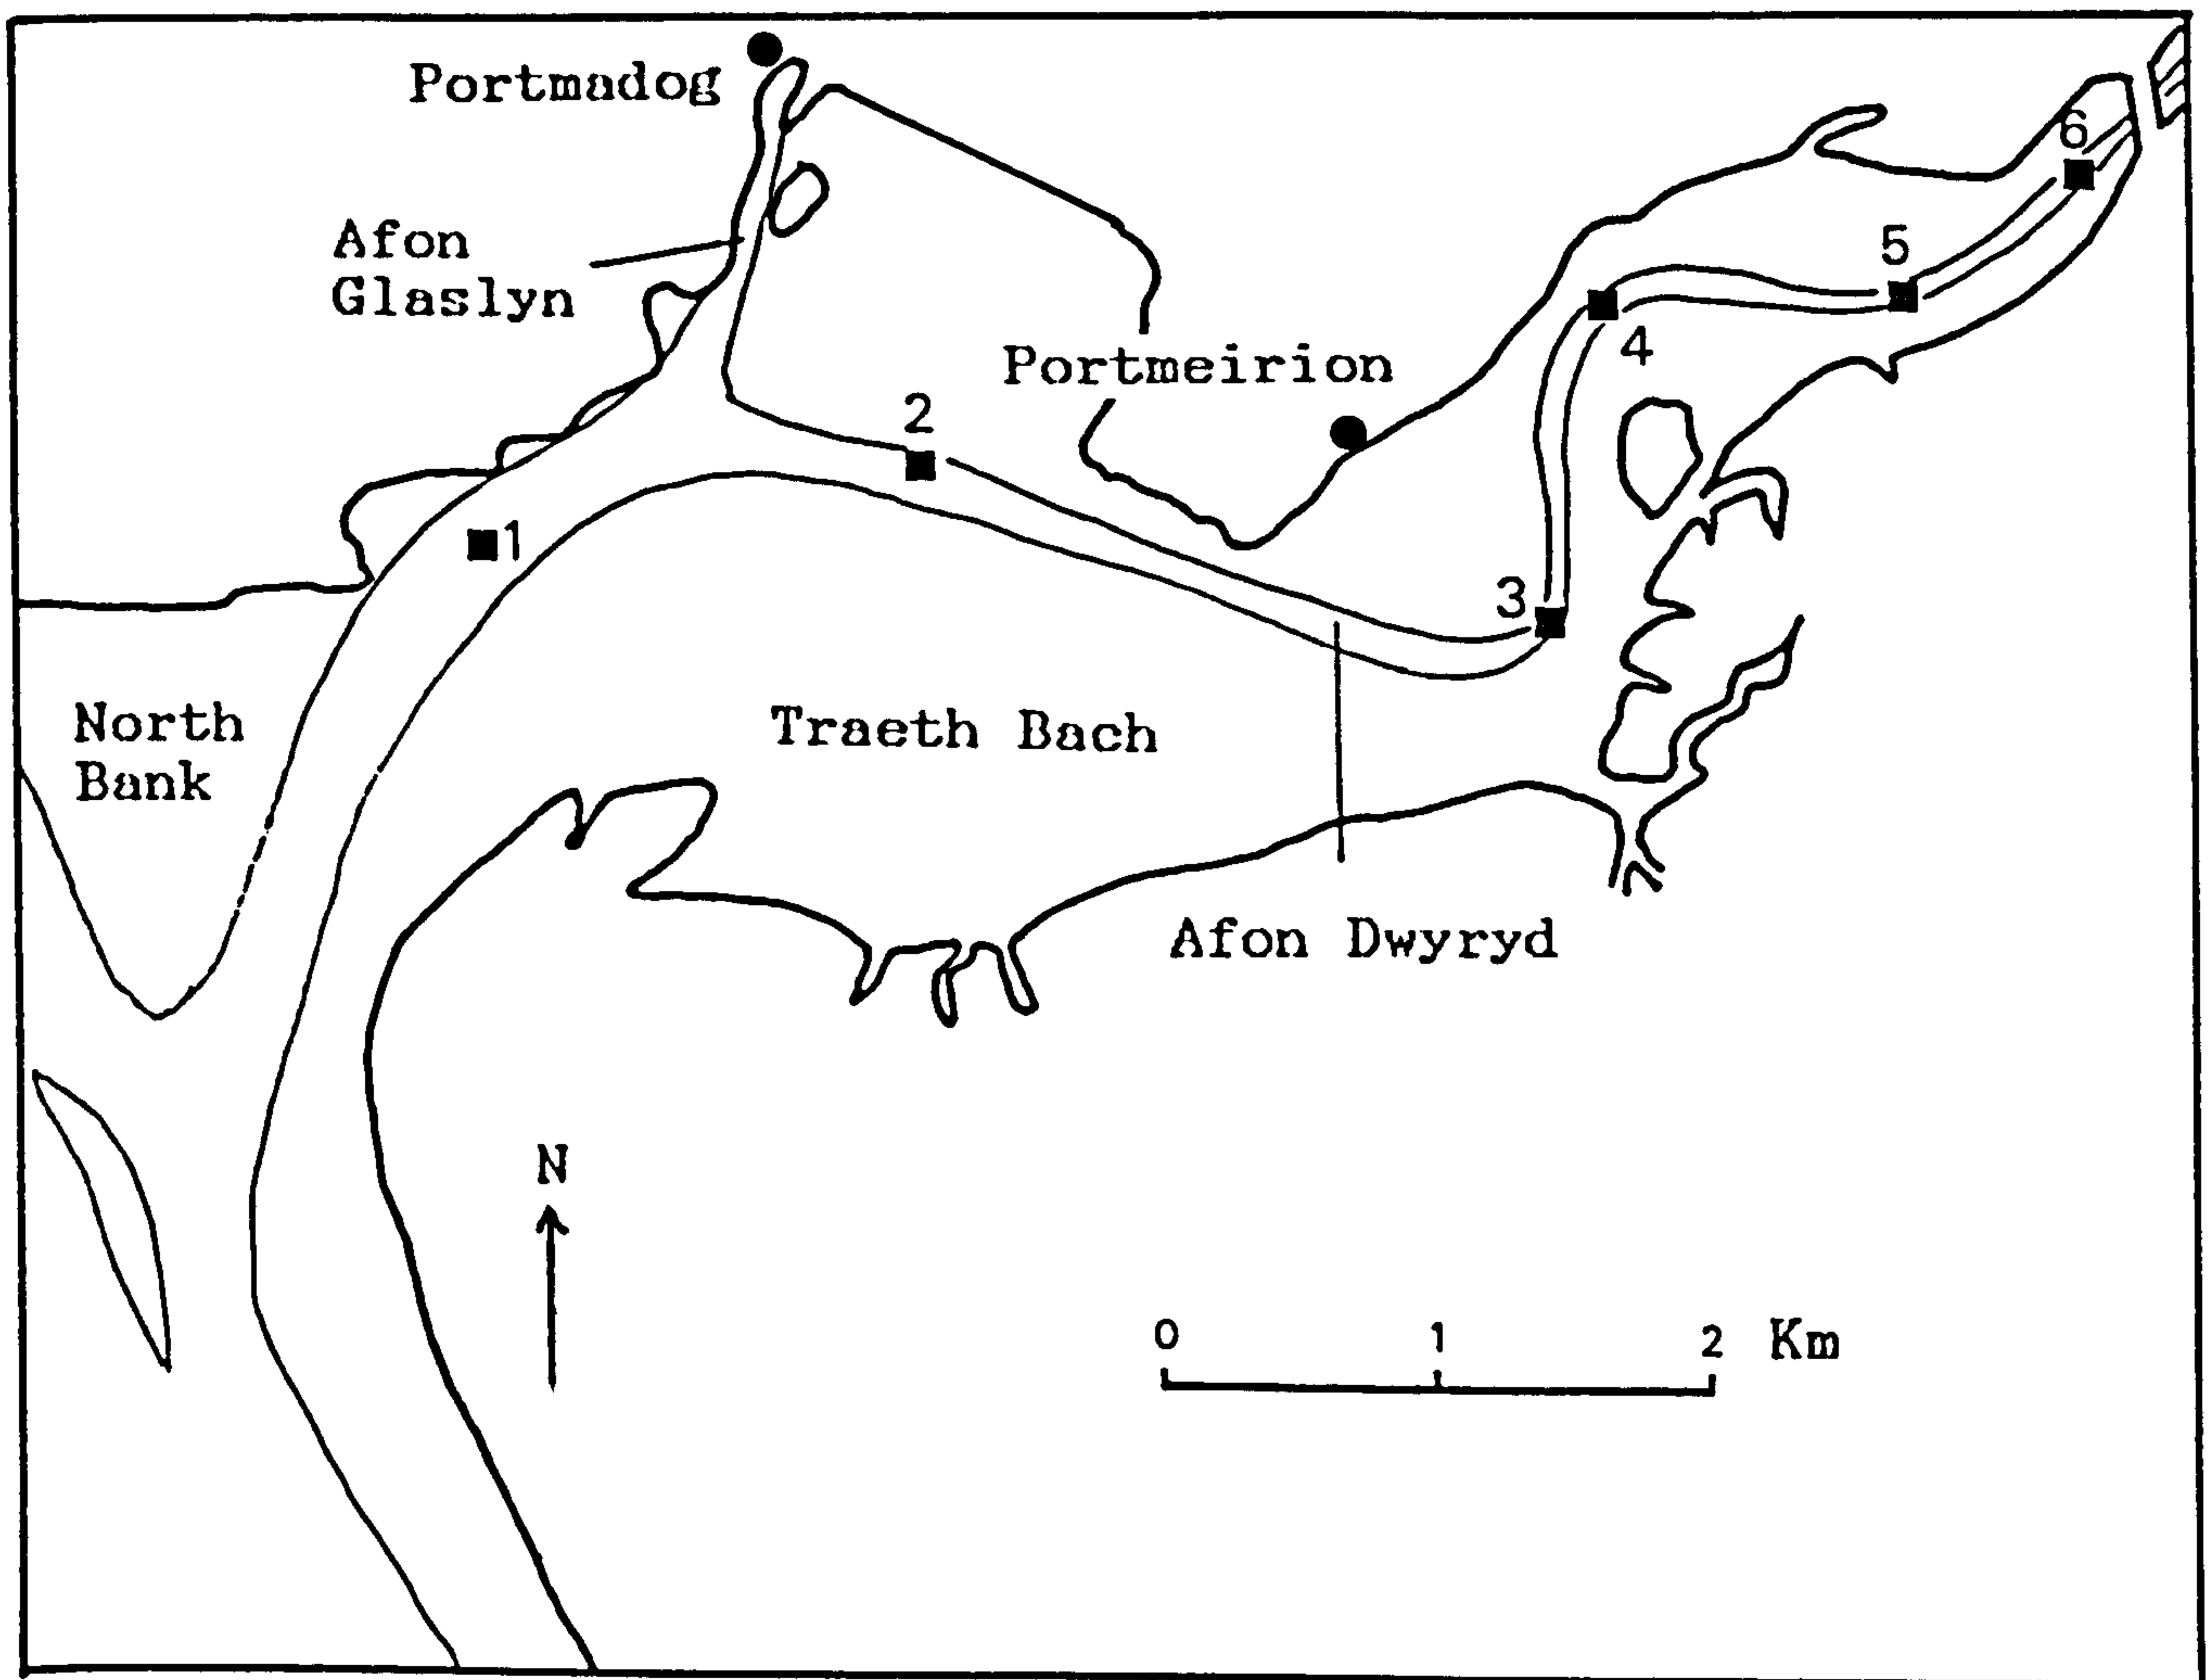 Portmadog
6
Afon
Glaslyn
5
Portmeirion
4
2
1
3
North
Bank
Traeth Bach
Afon Dwyryd
N
0 1 2 Km